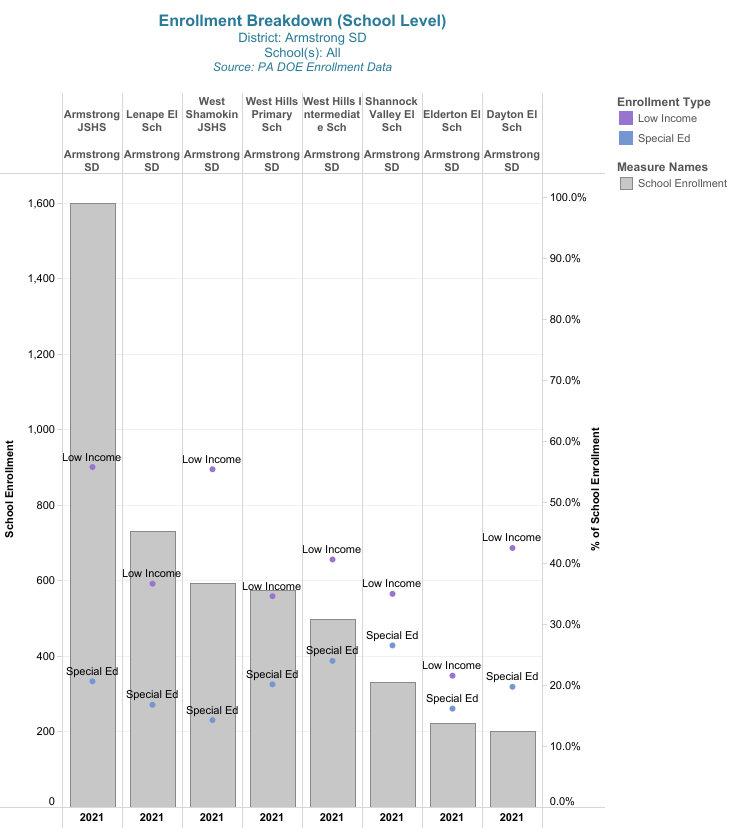 Enrollment Breakdown (School Level)
District: Armstrong SD
School(s): All
Source: PA DOE Enrollment Data
Armstrong JSHS
Lenape El Sch
West Shamokin JSHS
West Hills Primary Sch
West Hills I ntermediat e Sch
Shannock Valley El Sch
Elderton El Sch
Dayton El Sch
Armstrong SD
Armstrong SD
Armstrong SD
Armstrong SD
Armstrong SD
Armstrong SD
Armstrong SD
Armstrong SD
Enrollment Type
Low Income
Special Ed
Measure Names
School Enrollment
School Enrollment
1,600
1,400
1,200
1,000
800
600
400
200
0
Low Income
Special Ed
Low Income
Special Ed
Low Income
Special Ed
Low Income
Special Ed
Low Income
Special Ed
Low Income
Special Ed
Low Income
Special Ed
Low Income
Special Ed
100.0%
90.0%
80.0%
70.0%
60.0%
50.0%
40.0%
30.0%
20.0%
10.0%
0.0%
% of School Enrollment
2021
2021
2021
2021
2021
2021
2021
2021